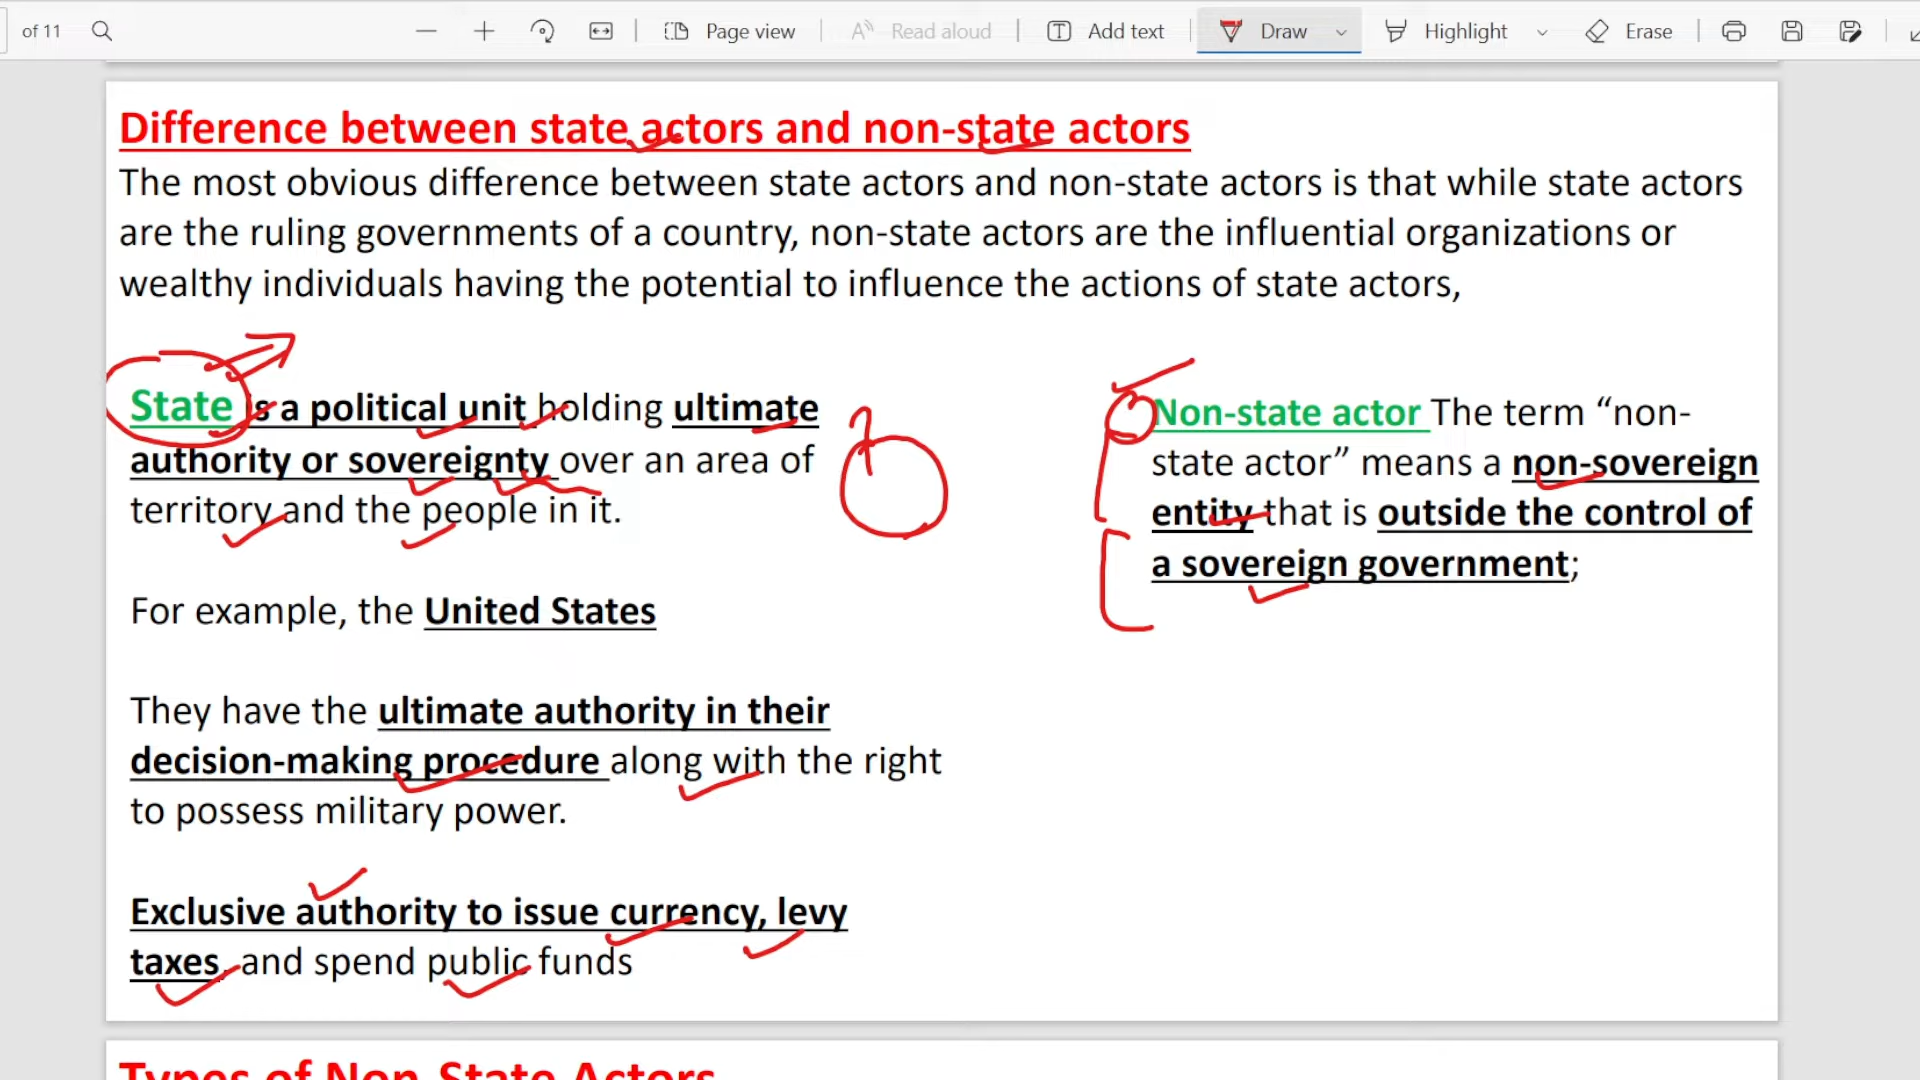 of 11
Page view
Read aloud
Add text
Draw
Highlight
Erase
Difference between state actors and non-state actors
The most obvious difference between state actors and non-state actors is that while state actors
are the ruling governments of a country, non-state actors are the influential organizations or
wealthy individuals having the potential to influence the actions of state actors,
State is a political unit holding ultimate
authority or sovereignty over an area of
territory and the people in it.
For example, the United States
They have the ultimate authority in their
decision-making procedure along with the right
to possess military power.
Exclusive authority to issue currency, levy
taxes, and spend public funds
Non-state actor The term “non-
state actor” means a non-sovereign
entity that is outside the control of
a sovereign government;
Types of Non-State Actors